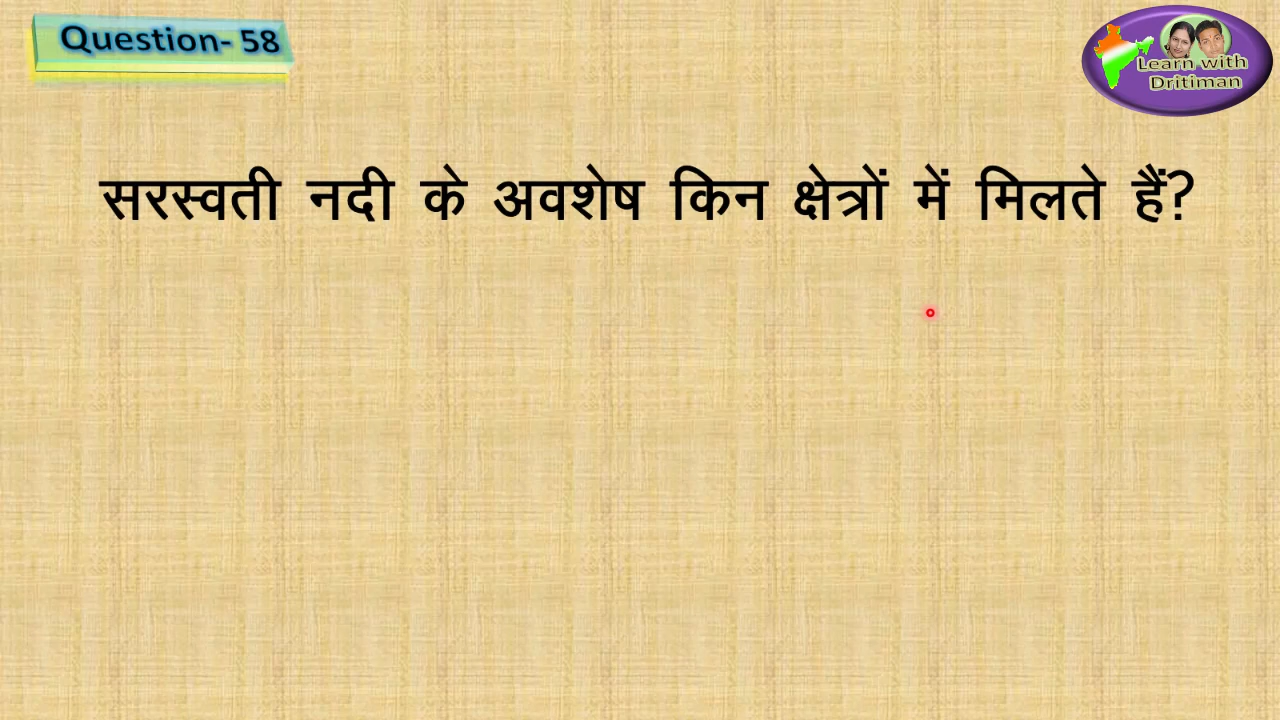 Question- 58
Learn with
Dritiman
सरस्वती नदी के अवशेष किन क्षेत्रों में मिलते हैं?